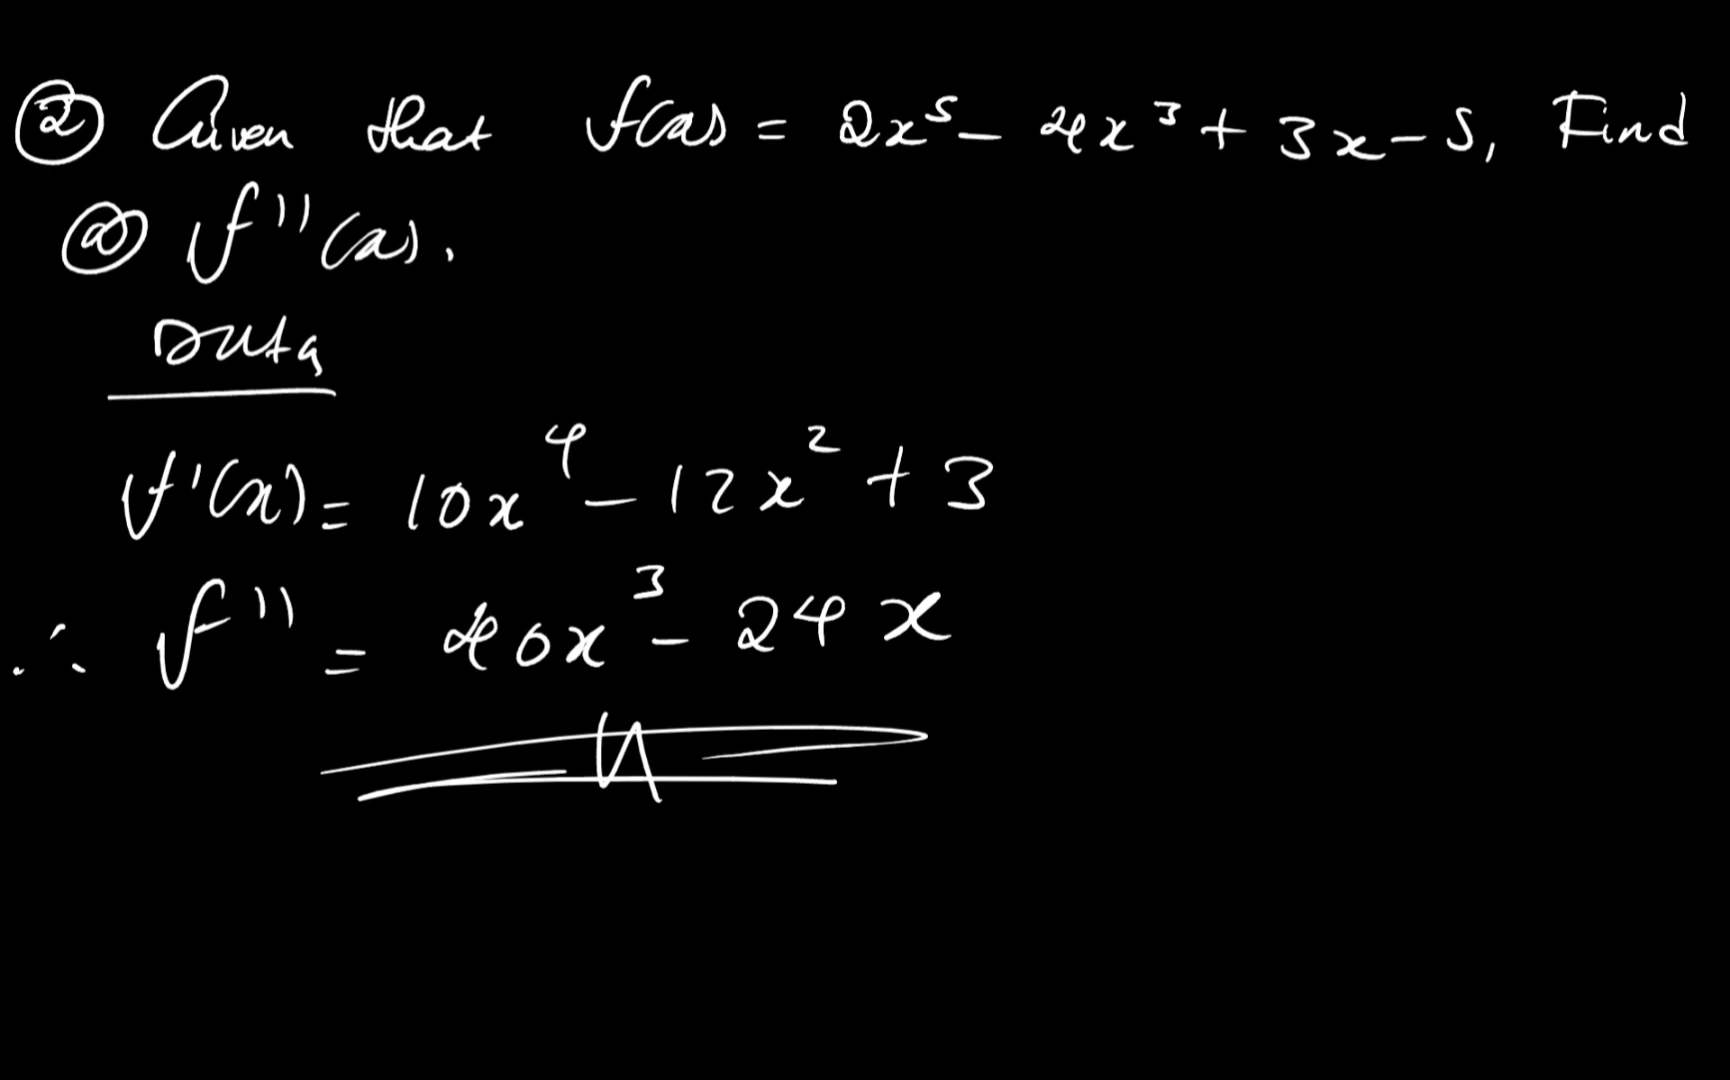 ② Given that f(x) = 2x⁵ - 4x³ + 3x - 5, Find
ⓐ f''(x).
Data
f'(x) = 10x⁴ - 12x² + 3
∴ f'' = 40x³ - 24x